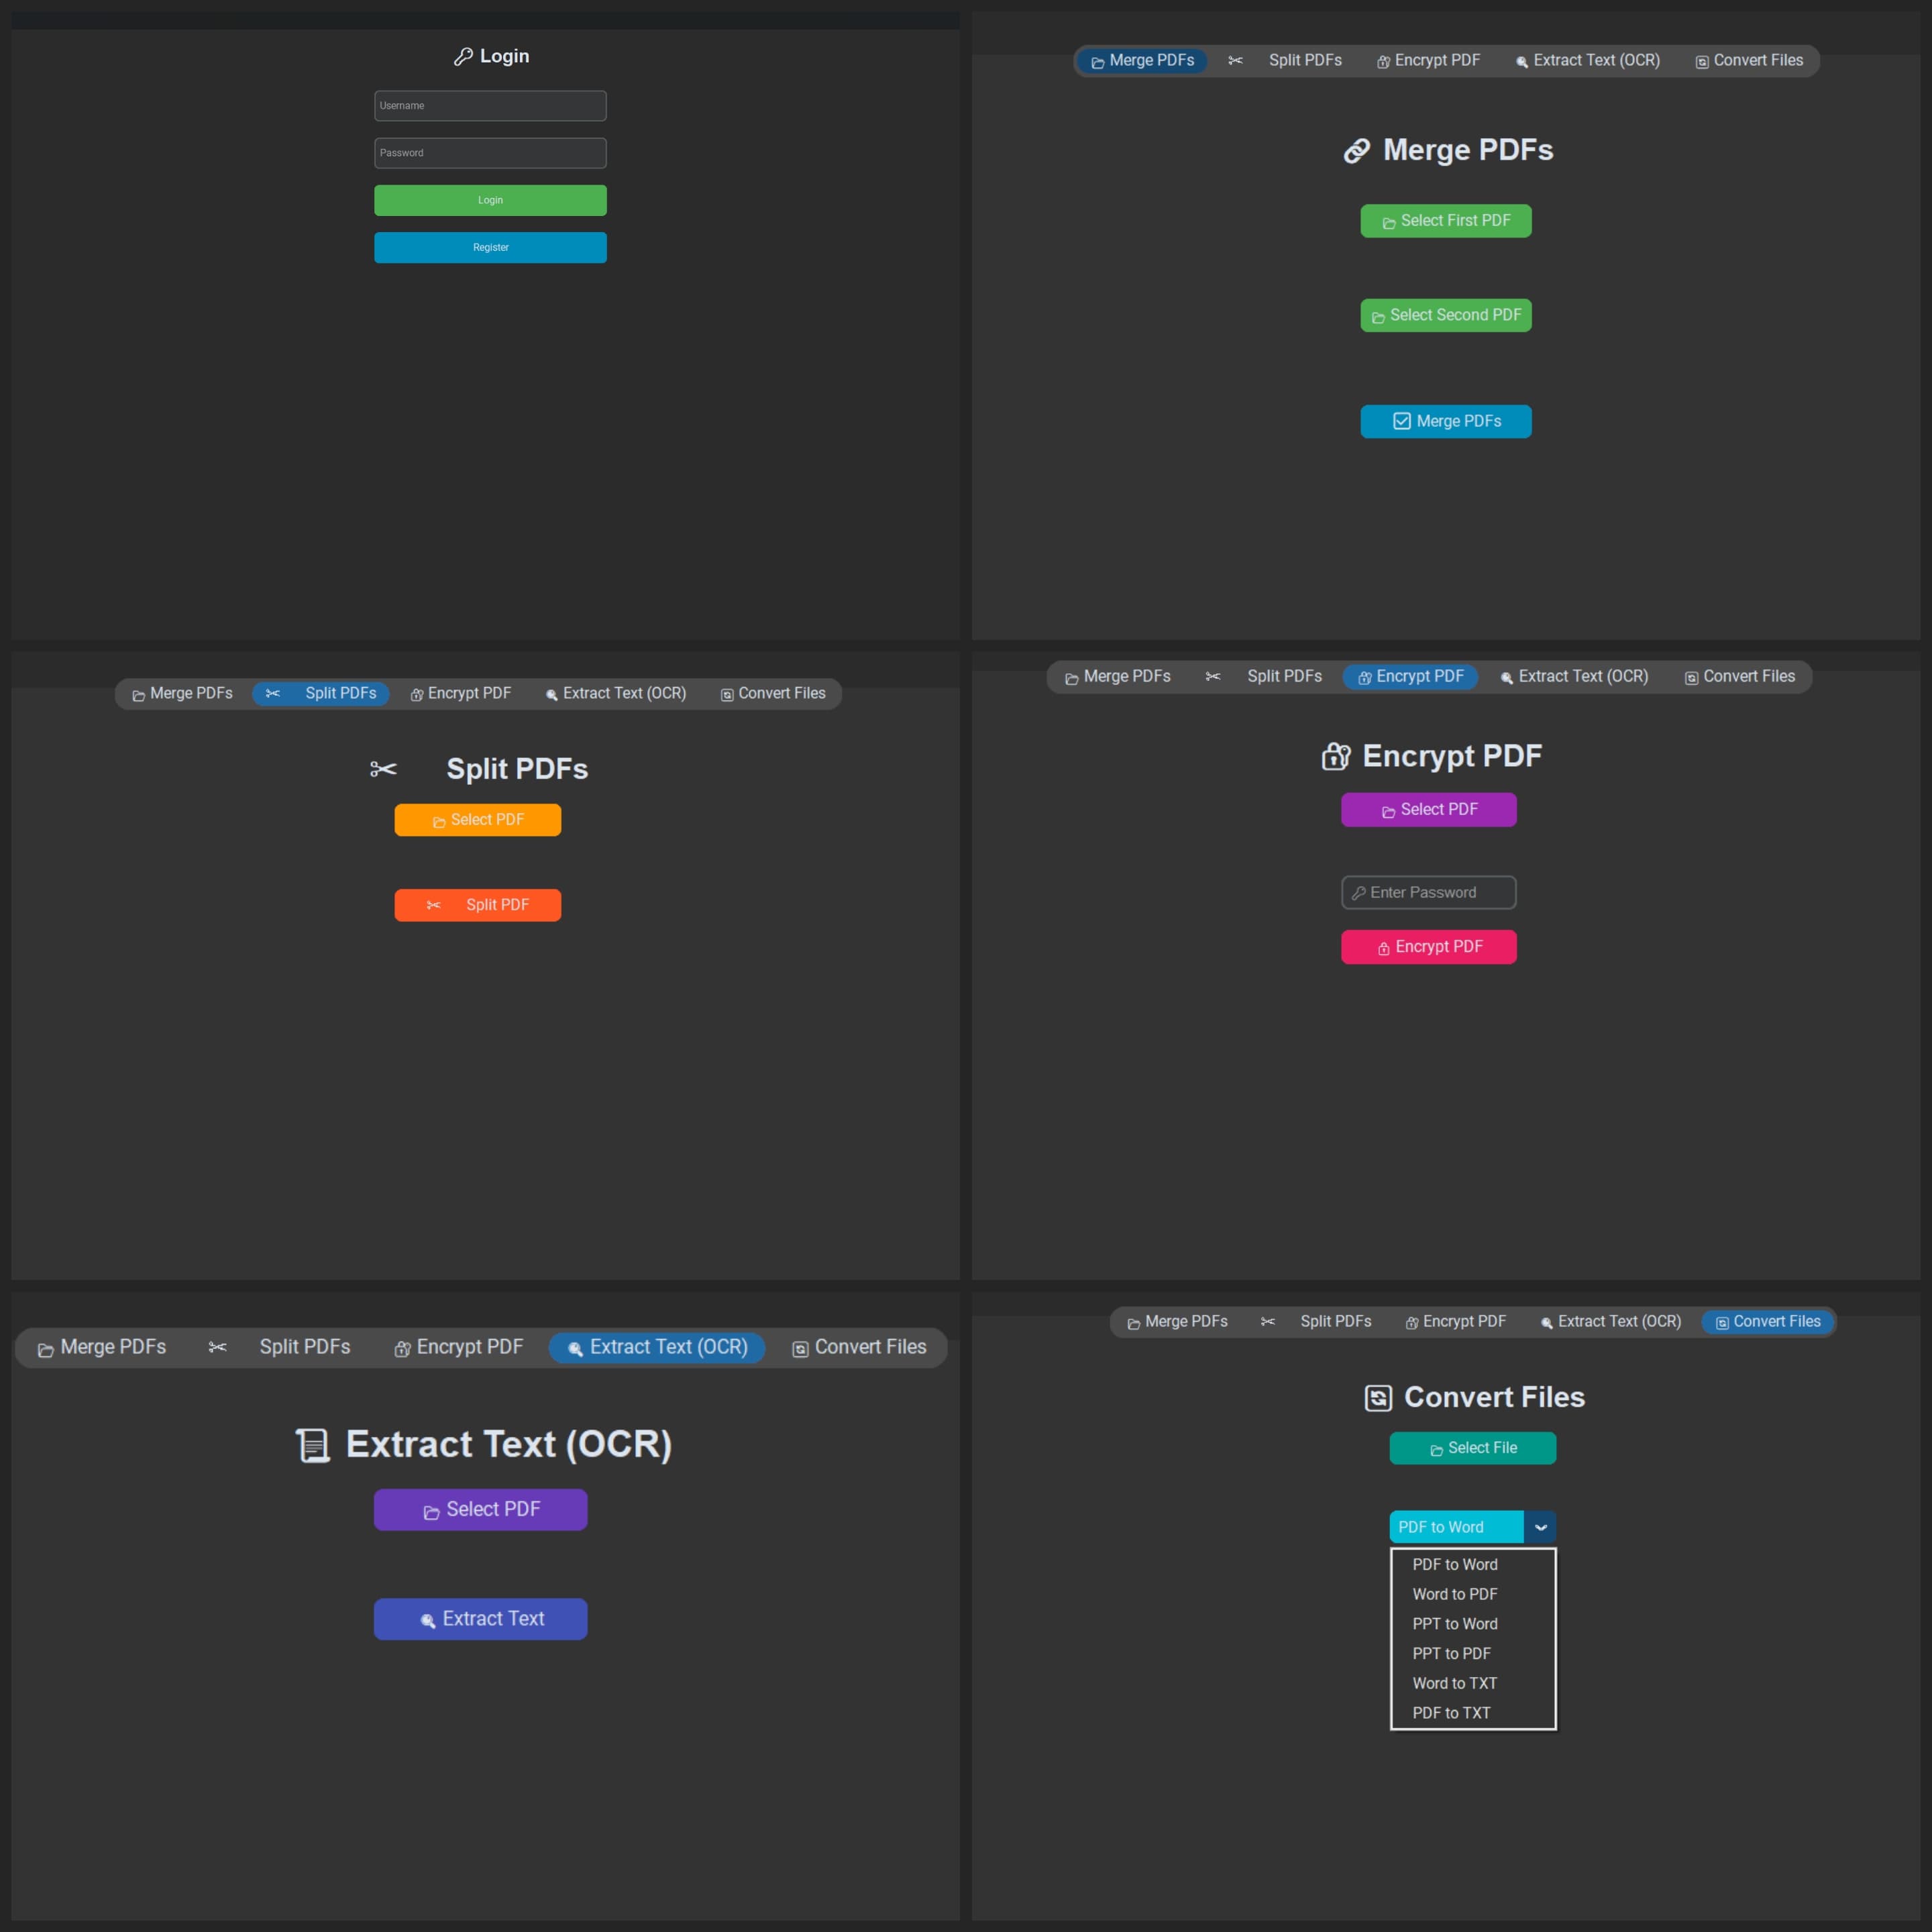 Login
Username
Password
Login
Register
Merge PDFs Split PDFs Encrypt PDF Extract Text (OCR) Convert Files
Merge PDFs
Select First PDF
Select Second PDF
Merge PDFs
Merge PDFs Split PDFs Encrypt PDF Extract Text (OCR) Convert Files
Split PDFs
Select PDF
Split PDF
Merge PDFs Split PDFs Encrypt PDF Extract Text (OCR) Convert Files
Encrypt PDF
Select PDF
Enter Password
Encrypt PDF
Merge PDFs Split PDFs Encrypt PDF Extract Text (OCR) Convert Files
Extract Text (OCR)
Select PDF
Extract Text
Merge PDFs Split PDFs Encrypt PDF Extract Text (OCR) Convert Files
Convert Files
Select File
PDF to Word
PDF to Word
Word to PDF
PPT to Word
PPT to PDF
Word to TXT
PDF to TXT